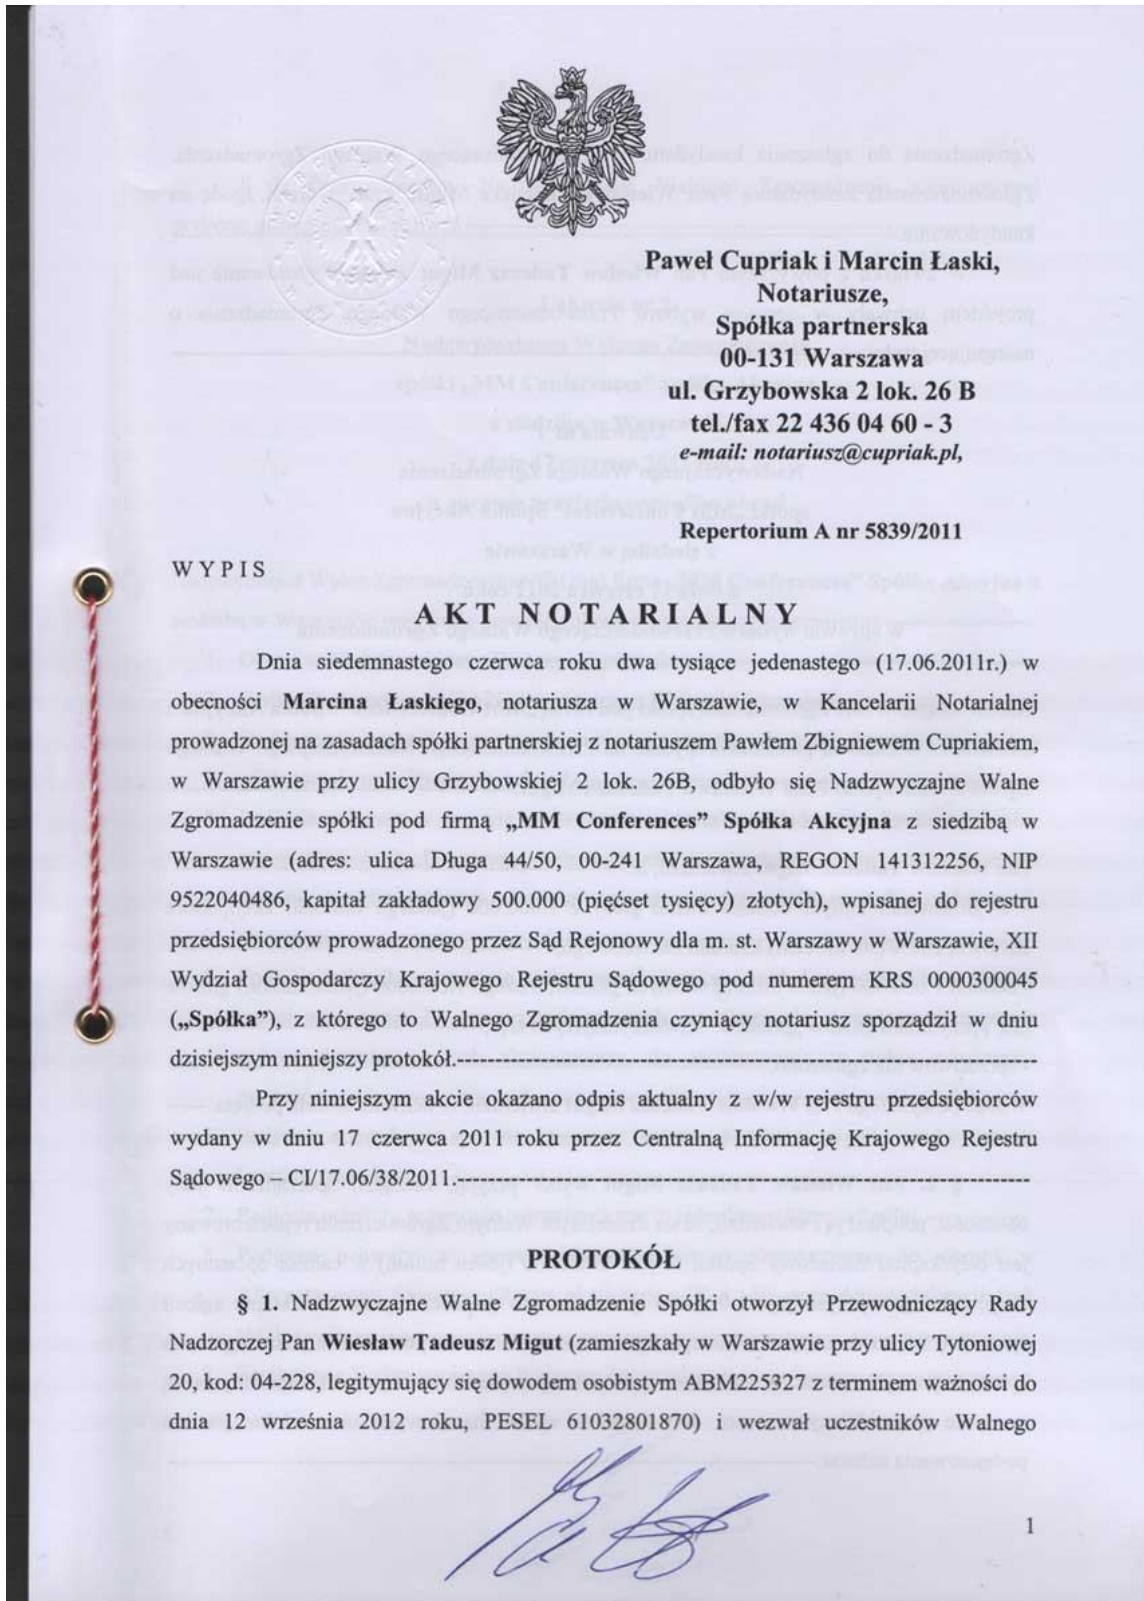 Paweł Cupriak i Marcin Łaski,
Notariusze,
Spółka partnerska
00-131 Warszawa
ul. Grzybowska 2 lok. 26 B
tel./fax 22 436 04 60 - 3
e-mail: notariusz@cupriak.pl,
Repertorium A nr 5839/2011
WYPIS
AKT NOTARIALNY
Dnia siedemnastego czerwca roku dwa tysiące jedenastego (17.06.2011r.) w
obecności Marcina Łaskiego, notariusza w Warszawie, w Kancelarii Notarialnej
prowadzonej na zasadach spółki partnerskiej z notariuszem Pawłem Zbigniewem Cupriakiem,
w Warszawie przy ulicy Grzybowskiej 2 lok. 26B, odbyło się Nadzwyczajne Walne
Zgromadzenie spółki pod firmą „MM Conferences” Spółka Akcyjna z siedzibą w
Warszawie (adres: ulica Długa 44/50, 00-241 Warszawa, REGON 141312256, NIP
9522040486, kapitał zakładowy 500.000 (pięćset tysięcy) złotych), wpisanej do rejestru
przedsiębiorców prowadzonego przez Sąd Rejonowy dla m. st. Warszawy w Warszawie, XII
Wydział Gospodarczy Krajowego Rejestru Sądowego pod numerem KRS 0000300045
(„Spółka”), z którego to Walnego Zgromadzenia czyniący notariusz sporządził w dniu
dzisiejszym niniejszy protokół.
Przy niniejszym akcie okazano odpis aktualny z w/w rejestru przedsiębiorców
wydany w dniu 17 czerwca 2011 roku przez Centralną Informację Krajowego Rejestru
Sądowego – CI/17.06/38/2011.
PROTOKÓŁ
§ 1. Nadzwyczajne Walne Zgromadzenie Spółki otworzył Przewodniczący Rady
Nadzorczej Pan Wiesław Tadeusz Migut (zamieszkały w Warszawie przy ulicy Tytoniowej
20, kod: 04-228, legitymujący się dowodem osobistym ABM225327 z terminem ważności do
dnia 12 września 2012 roku, PESEL 61032801870) i wezwał uczestników Walnego
1